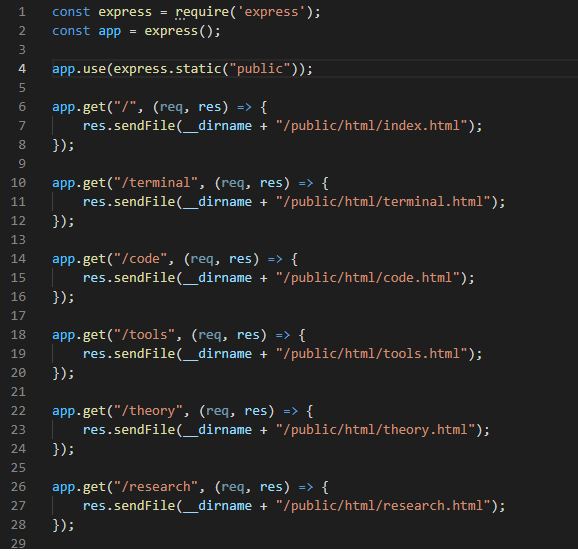 1 const express = require('express');
2 const app = express();
3
4 app.use(express.static("public"));
5
6 app.get("/", (req, res) => {
7 res.sendFile(__dirname + "/public/html/index.html");
8 });
9
10 app.get("/terminal", (req, res) => {
11 res.sendFile(__dirname + "/public/html/terminal.html");
12 });
13
14 app.get("/code", (req, res) => {
15 res.sendFile(__dirname + "/public/html/code.html");
16 });
17
18 app.get("/tools", (req, res) => {
19 res.sendFile(__dirname + "/public/html/tools.html");
20 });
21
22 app.get("/theory", (req, res) => {
23 res.sendFile(__dirname + "/public/html/theory.html");
24 });
25
26 app.get("/research", (req, res) => {
27 res.sendFile(__dirname + "/public/html/research.html");
28 });
29